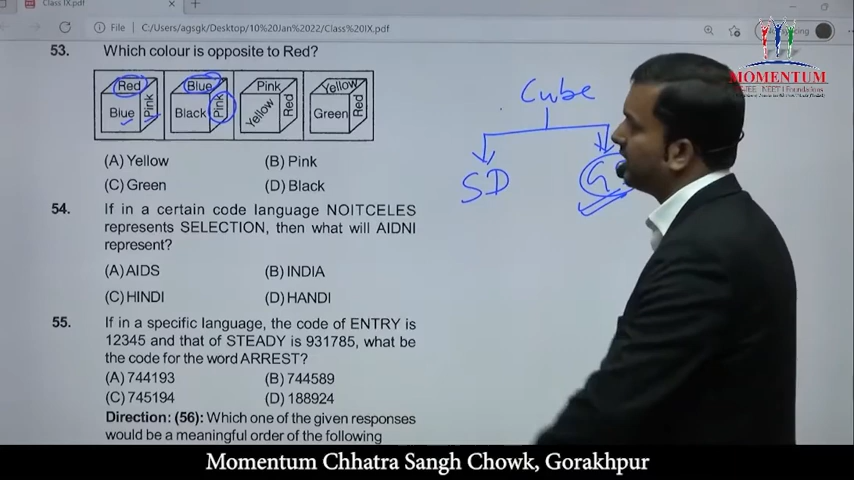 Class IX.pdf
File C:/Users/agsgk/Desktop/10%20Jan%2022/Class%20IX.pdf
MOMENTUM
53. Which colour is opposite to Red?
Red Blue Pink
Blue Black Pink
Pink Yellow Red
Yellow Green Red
Cube
SD G
(A) Yellow (B) Pink
(C) Green (D) Black
54. If in a certain code language NOITCELES
represents SELECTION, then what will AIDNI
represent?
(A) AIDS (B) INDIA
(C) HINDI (D) HANDI
55. If in a specific language, the code of ENTRY is
12345 and that of STEADY is 931785, what be
the code for the word ARREST?
(A) 744193 (B) 744589
(C) 745194 (D) 188924
Direction: (56): Which one of the given responses
would be a meaningful order of the following
Momentum Chhatra Sangh Chowk, Gorakhpur